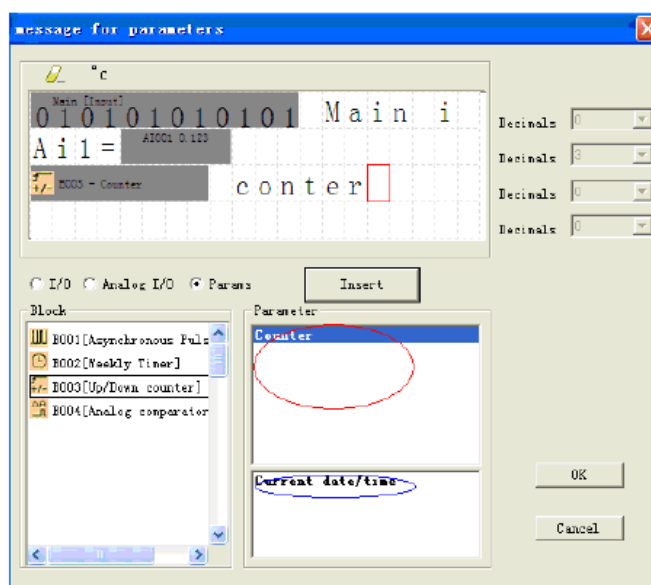 message for parameters
°c
Main [Input]
010101010101 Main i
Ai1= AI001 0.123
B003 - Counter conter
Decimals 0
Decimals 3
Decimals 0
Decimals 0
I/O Analog I/O Params Insert
Block
B001[Asynchronous Puls
B002[Weekly Timer]
B003[Up/Down counter]
B004[Analog comparator
Parameter
Counter
Current date/time
OK
Cancel